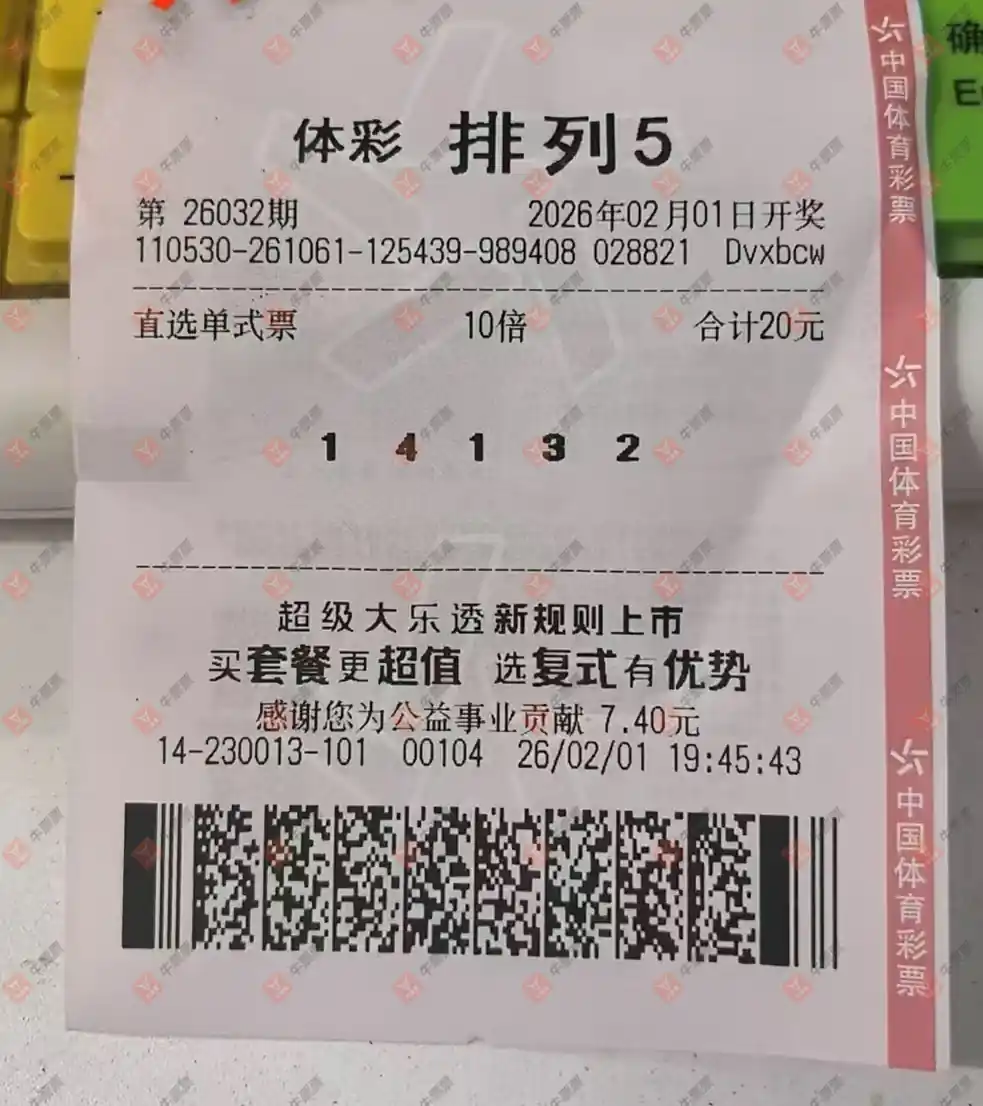 体彩 排列5
第 26032期 2026年02月01日开奖
110530-261061-125439-989408 028821 Dvxbcw
直选单式票 10倍 合计20元
1 4 1 3 2
超级大乐透新规则上市
买套餐更超值 选复式有优势
感谢您为公益事业贡献 7.40元
14-230013-101 00104 26/02/01 19:45:43
中国体育彩票
中国体育彩票
中国体育彩票
确